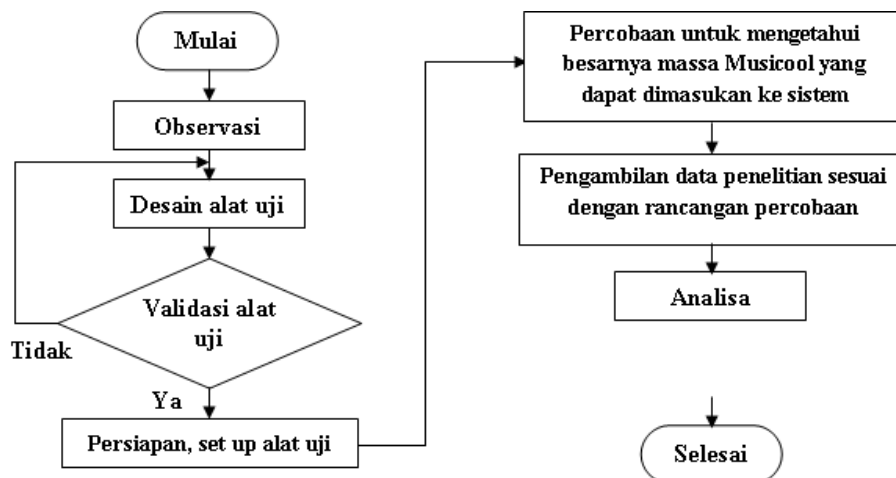 Mulai
Observasi
Desain alat uji
Validasi alat
uji
Tidak
Ya
Persiapan, set up alat uji
Percobaan untuk mengetahui
besarnya massa Musicool yang
dapat dimasukan ke sistem
Pengambilan data penelitian sesuai
dengan rancangan percobaan
Analisa
Selesai